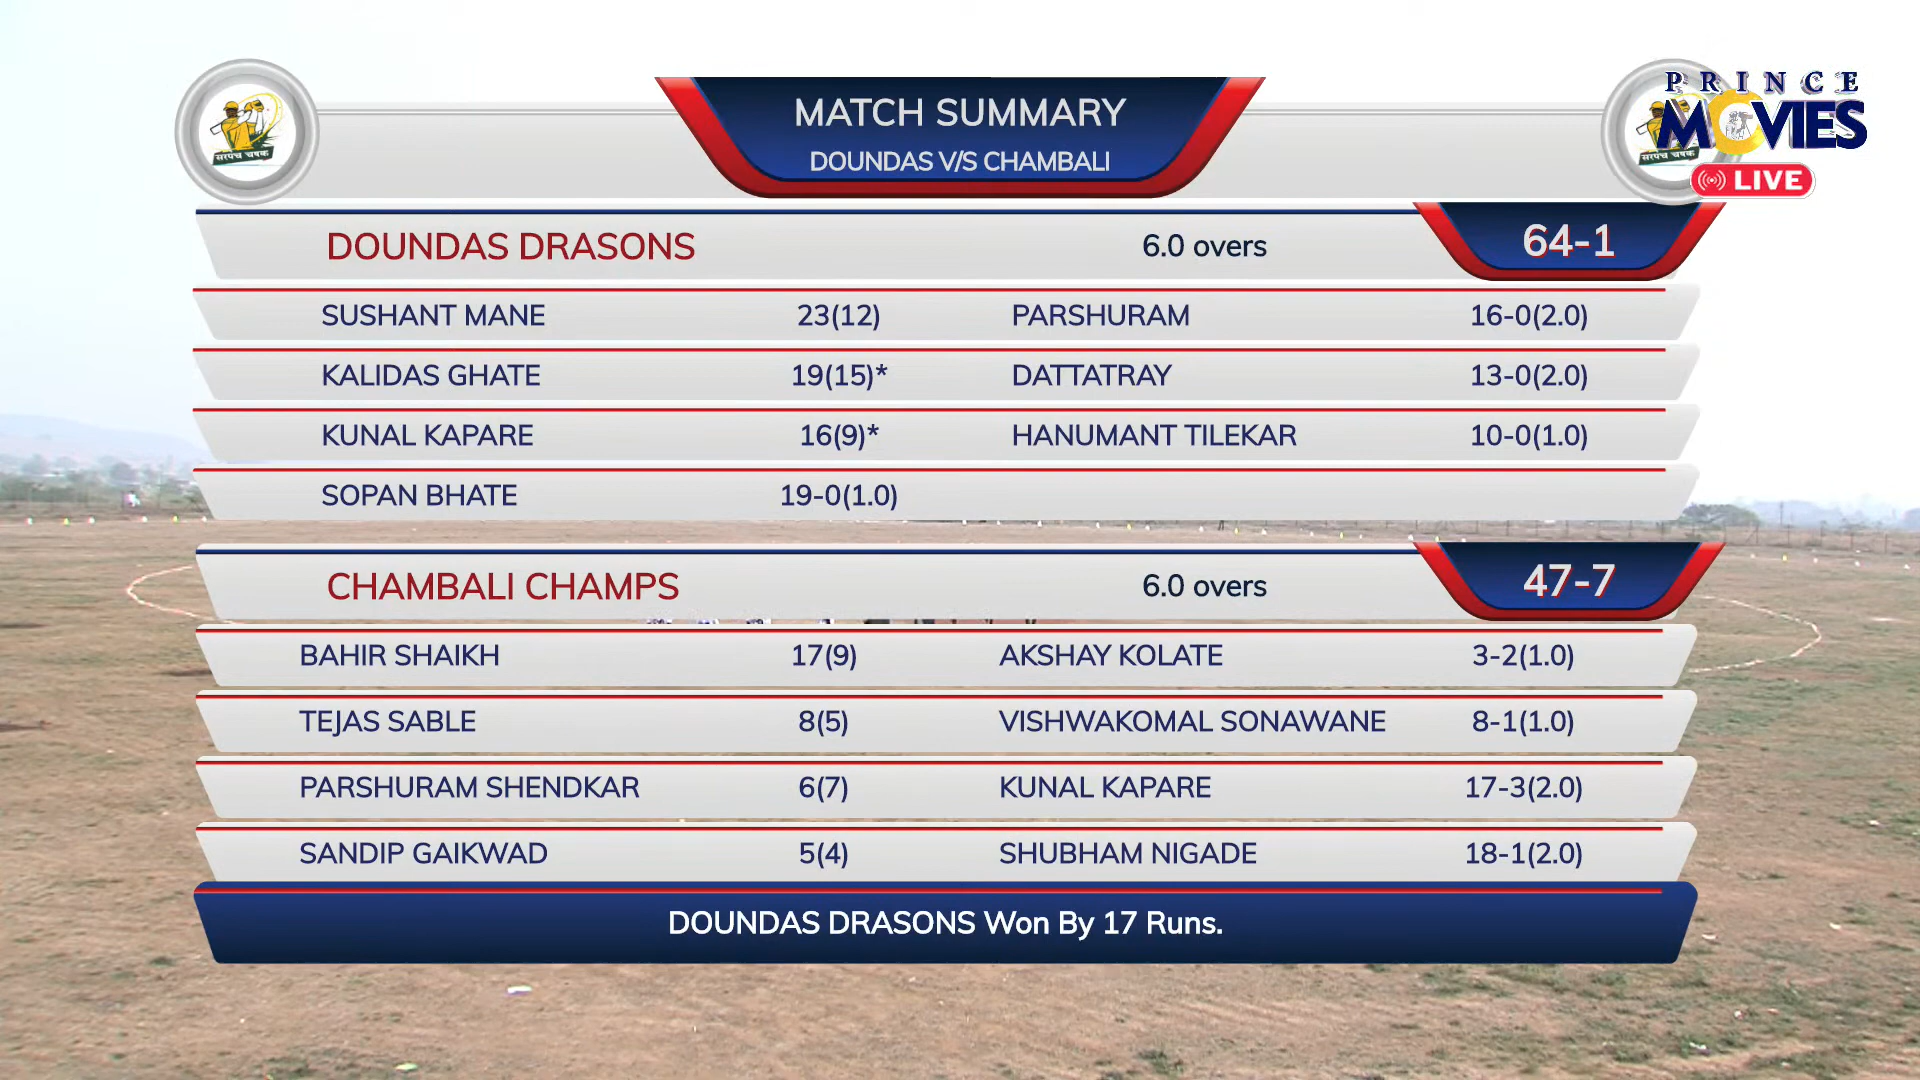 PRINCE
MOVIES
LIVE
सरपंच चषक
सरपंच चषक
MATCH SUMMARY
DOUNDAS V/S CHAMBALI
DOUNDAS DRASONS 6.0 overs 64-1
SUSHANT MANE 23(12) PARSHURAM 16-0(2.0)
KALIDAS GHATE 19(15)* DATTATRAY 13-0(2.0)
KUNAL KAPARE 16(9)* HANUMANT TILEKAR 10-0(1.0)
SOPAN BHATE 19-0(1.0)
CHAMBALI CHAMPS 6.0 overs 47-7
BAHIR SHAIKH 17(9) AKSHAY KOLATE 3-2(1.0)
TEJAS SABLE 8(5) VISHWAKOMAL SONAWANE 8-1(1.0)
PARSHURAM SHENDKAR 6(7) KUNAL KAPARE 17-3(2.0)
SANDIP GAIKWAD 5(4) SHUBHAM NIGADE 18-1(2.0)
DOUNDAS DRASONS Won By 17 Runs.